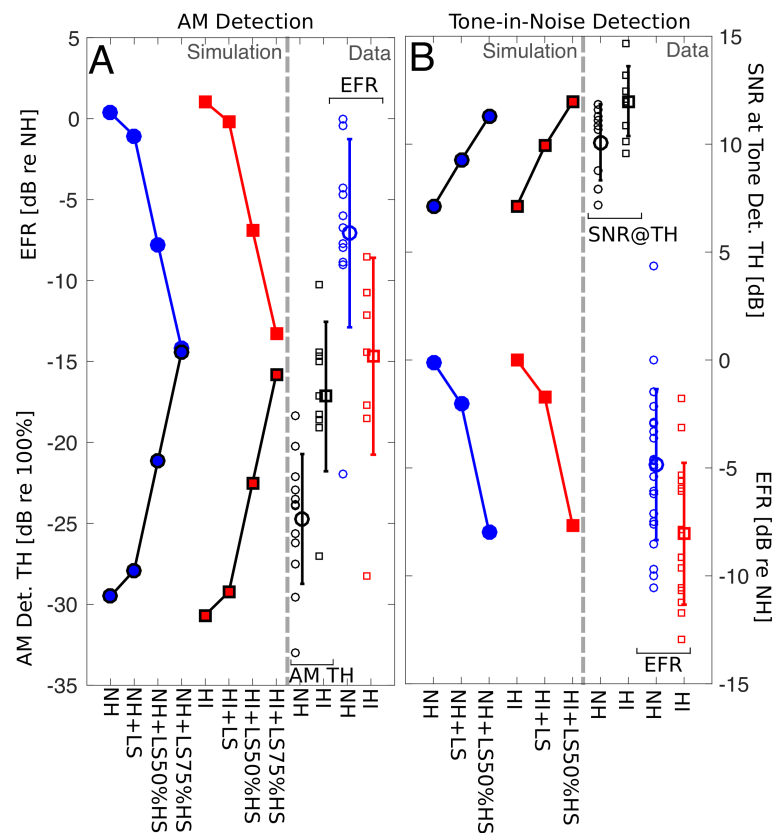 AM Detection
Tone-in-Noise Detection
A
Simulation
Data
EFR
B
Simulation
Data
5
0
-5
-10
-15
-20
-25
-30
-35
EFR [dB re NH]
AM Det. TH [dB re 100%]
AM TH
SNR@TH
EFR
15
10
5
0
-5
-10
-15
SNR at Tone Det. TH [dB]
EFR [dB re NH]
NH
NH+LS
NH+LS50%HS
NH+LS75%HS
HI
HI+LS
HI+LS50%HS
HI+LS75%HS
NH
HI
NH
HI
NH
NH+LS
NH+LS50%HS
HI
HI+LS
HI+LS50%HS
NH
HI
NH
HI